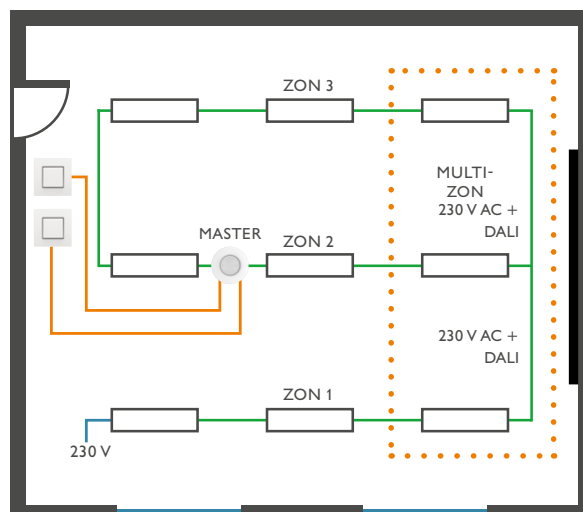 ZON 3
MULTI-
ZON
230 V AC +
DALI
MASTER
ZON 2
230 V AC +
DALI
ZON 1
230 V